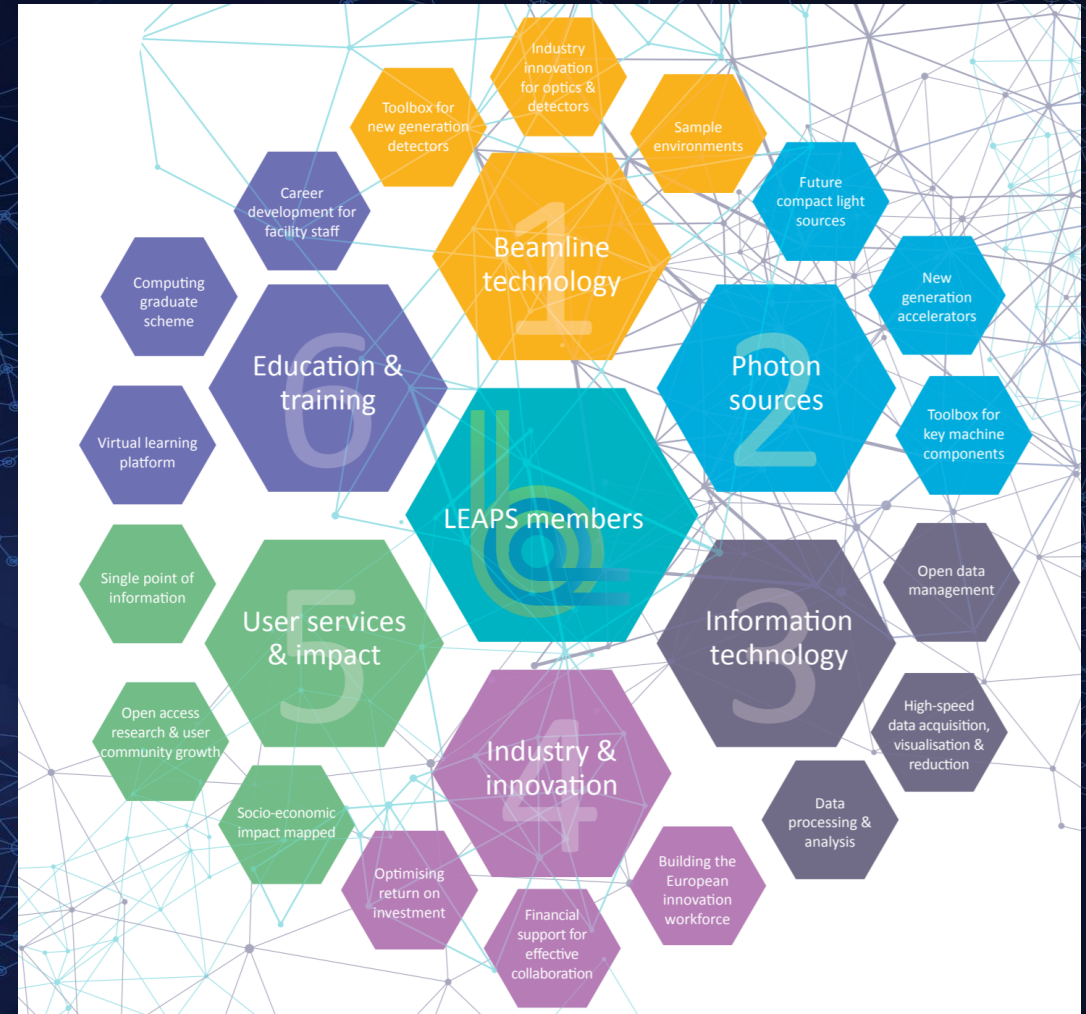 Industry
innovation
for optics &
detectors
Toolbox for
new generation
detectors
Sample
environments
1
Beamline
technology
Future
compact light
sources
New
generation
accelerators
Toolbox for
key machine
components
2
Photon
sources
Open data
management
High-speed
data acquisition,
visualisation &
reduction
Data
processing &
analysis
3
Information
technology
Building the
European
innovation
workforce
Financial
support for
effective
collaboration
Optimising
return on
investment
4
Industry &
innovation
Socio-economic
impact mapped
Open access
research & user
community growth
Single point of
information
5
User services
& impact
Virtual learning
platform
Computing
graduate
scheme
Career
development for
facility staff
6
Education &
training
LEAPS members